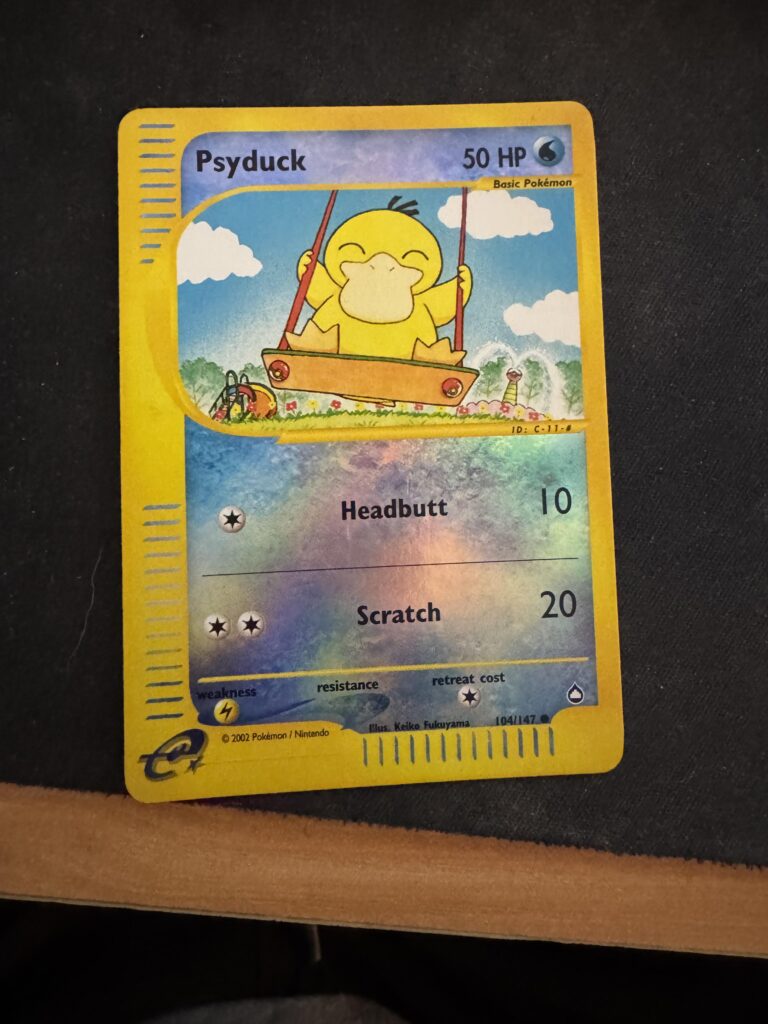 Psyduck 50 HP
Basic Pokémon
ID: C-11-#
Headbutt 10
Scratch 20
weakness resistance retreat cost
Illus. Keiko Fukuyama 104/147
© 2002 Pokémon / Nintendo
e